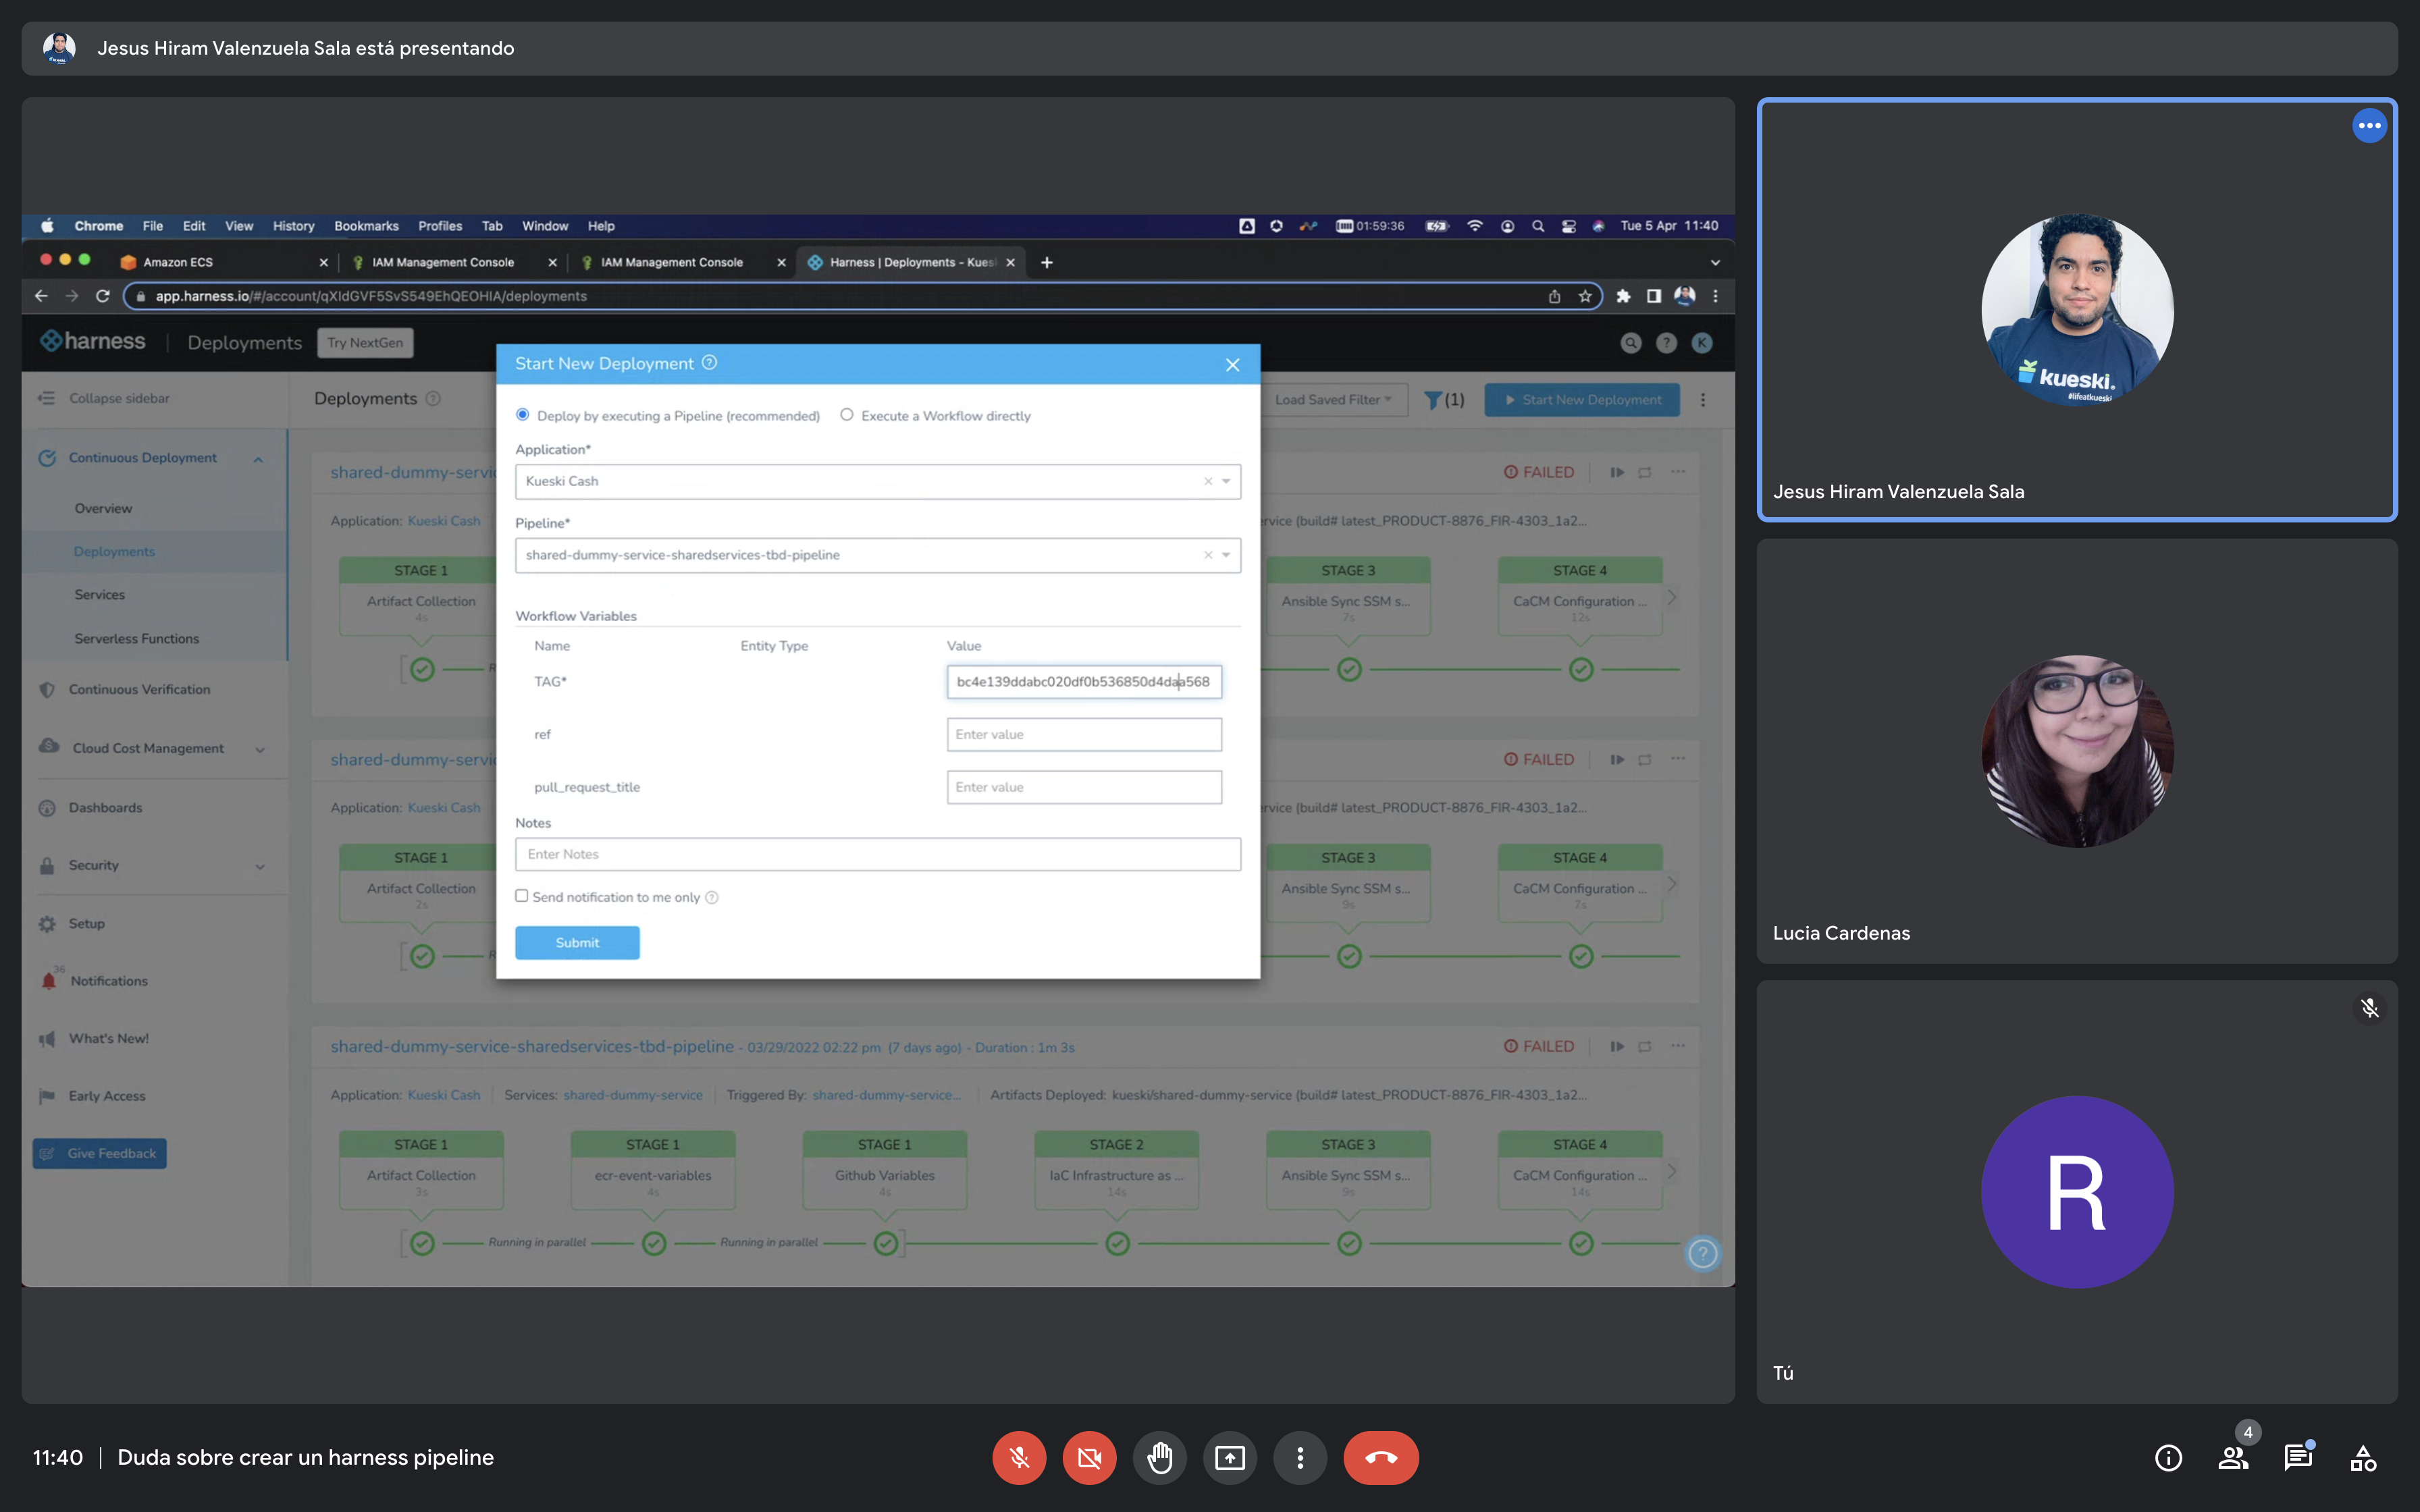 Jesus Hiram Valenzuela Sala está presentando
Chrome File Edit View History Bookmarks Profiles Tab Window Help 01:59:36 Tue 5 Apr 11:40
Amazon ECS IAM Management Console IAM Management Console Harness | Deployments - Kues
app.harness.io/#/account/qXIdGVF5SvS549EhQEOHIA/deployments
harness Deployments Try NextGen ? K
Collapse sidebar
Continuous Deployment
Overview
Deployments
Services
Serverless Functions
Continuous Verification
Cloud Cost Management
Dashboards
Security
Setup
36
Notifications
What's New!
Early Access
Give Feedback
Deployments ? Load Saved Filter (1) Start New Deployment
Start New Deployment ?
Deploy by executing a Pipeline (recommended) Execute a Workflow directly
Application*
Kueski Cash
Pipeline*
shared-dummy-service-sharedservices-tbd-pipeline
Workflow Variables
Name Entity Type Value
TAG* bc4e139ddabc020df0b536850d4daa568
ref Enter value
pull_request_title Enter value
Notes
Enter Notes
Send notification to me only ?
Submit
shared-dummy-servic FAILED
Application: Kueski Cash ervice (build# latest_PRODUCT-8876_FIR-4303_1a2...
STAGE 1 STAGE 3 STAGE 4
Artifact Collection Ansible Sync SSM s... CaCM Configuration ...
4s 7s 12s
R
shared-dummy-servic FAILED
Application: Kueski Cash ervice (build# latest_PRODUCT-8876_FIR-4303_1a2...
STAGE 1 STAGE 3 STAGE 4
Artifact Collection Ansible Sync SSM s... CaCM Configuration ...
2s 9s 7s
R
shared-dummy-service-sharedservices-tbd-pipeline - 03/29/2022 02:22 pm (7 days ago) - Duration : 1m 3s FAILED
Application: Kueski Cash Services: shared-dummy-service Triggered By: shared-dummy-service... Artifacts Deployed: kueski/shared-dummy-service (build# latest_PRODUCT-8876_FIR-4303_1a2...
STAGE 1 STAGE 1 STAGE 1 STAGE 2 STAGE 3 STAGE 4
Artifact Collection ecr-event-variables Github Variables IaC Infrastructure as ... Ansible Sync SSM s... CaCM Configuration ...
3s 4s 4s 14s 9s 14s
Running in parallel Running in parallel
?
kueski.
#lifeatkueski
Jesus Hiram Valenzuela Sala
Lucia Cardenas
R
Tú
11:40 | Duda sobre crear un harness pipeline
4